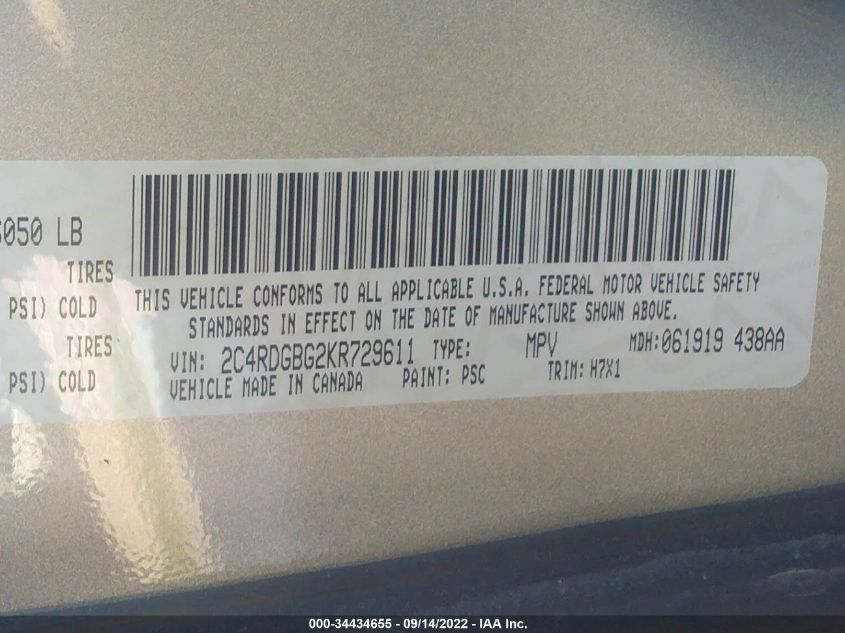 6050 LB
TIRES
PSI) COLD
TIRES
PSI) COLD
THIS VEHICLE CONFORMS TO ALL APPLICABLE U.S.A. FEDERAL MOTOR VEHICLE SAFETY
STANDARDS IN EFFECT ON THE DATE OF MANUFACTURE SHOWN ABOVE.
VIN: 2C4RDGBG2KR729611 TYPE: MPV MDH:061919 438AA
VEHICLE MADE IN CANADA PAINT: PSC TRIM: H7X1
000-34434655 - 09/14/2022 - IAA Inc.